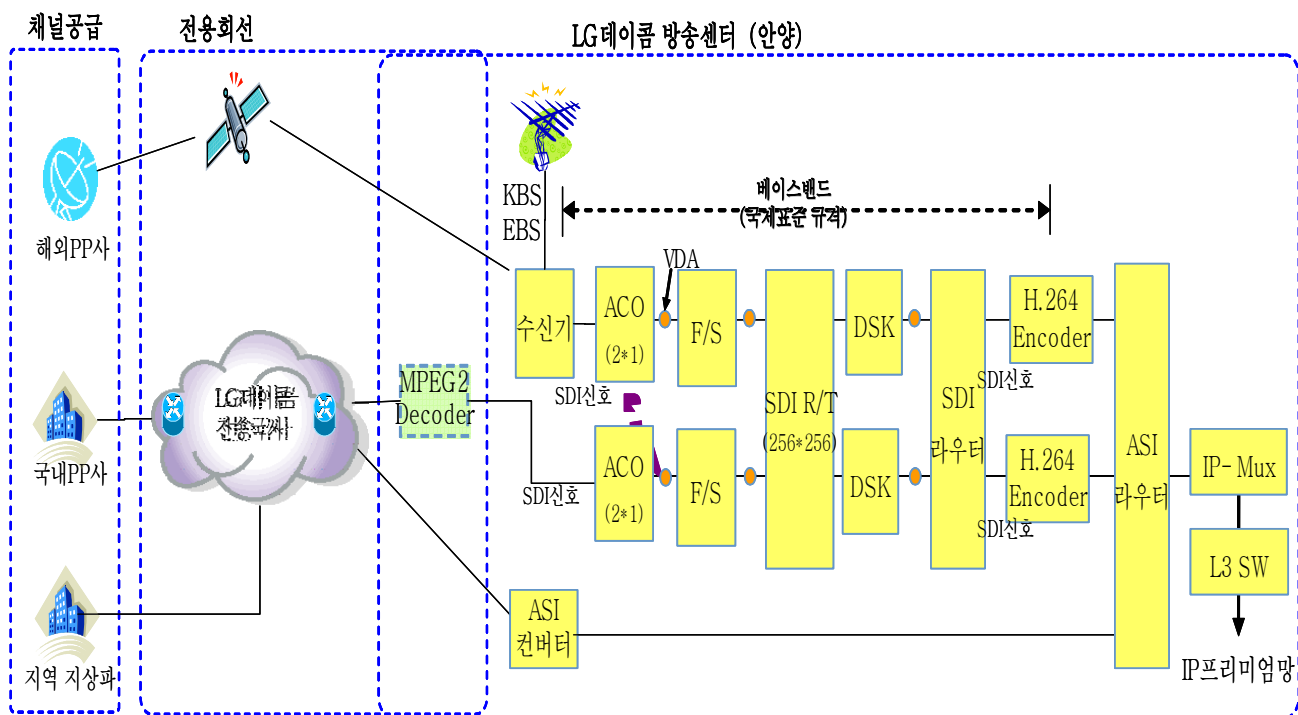 채널공급
전용회선
LG데이콤 방송센터 (안양)
해외PP사
국내PP사
지역 지상파
LG데이콤
MPEG2
Decoder
KBS
EBS
베이스밴드
(국제표준 규격)
VDA
수신기
ACO
(2*1)
F/S
SDI R/T
(256*256)
DSK
SDI
라우터
H.264
Encoder
SDI신호
SDI신호
ACO
(2*1)
F/S
DSK
H.264
Encoder
SDI신호
SDI신호
ASI
라우터
IP- Mux
L3 SW
IP프리미엄망
ASI
컨버터